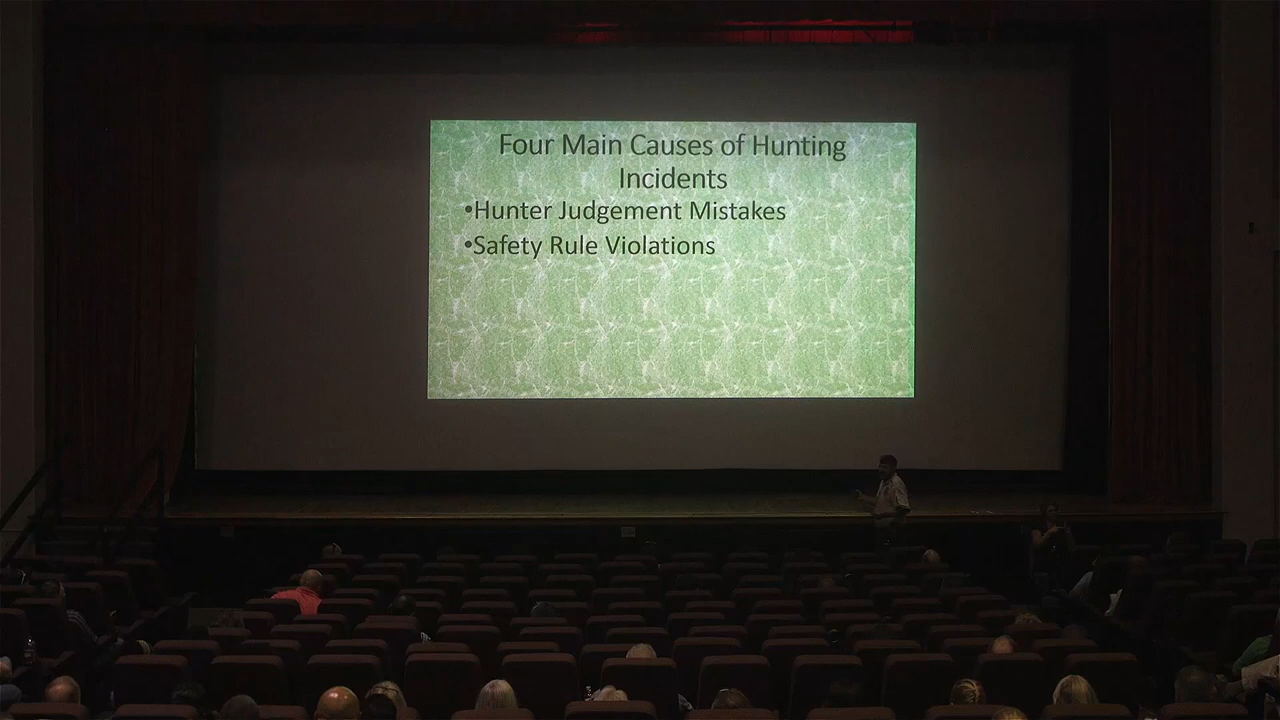 Four Main Causes of Hunting
Incidents
•Hunter Judgement Mistakes
•Safety Rule Violations